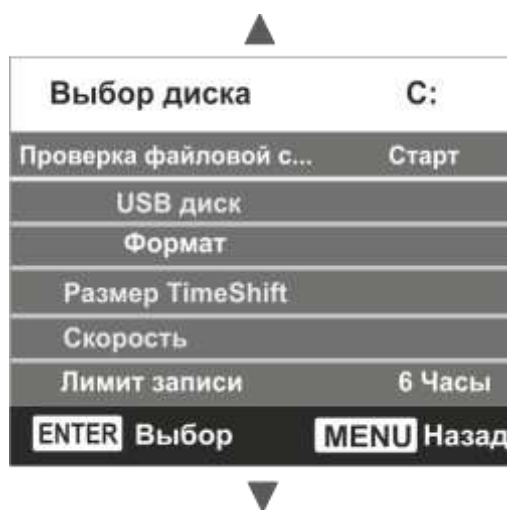 Выбор диска C:
Проверка файловой с... Старт
USB диск
Формат
Размер TimeShift
Скорость
Лимит записи 6 Часы
ENTER Выбор MENU Назад